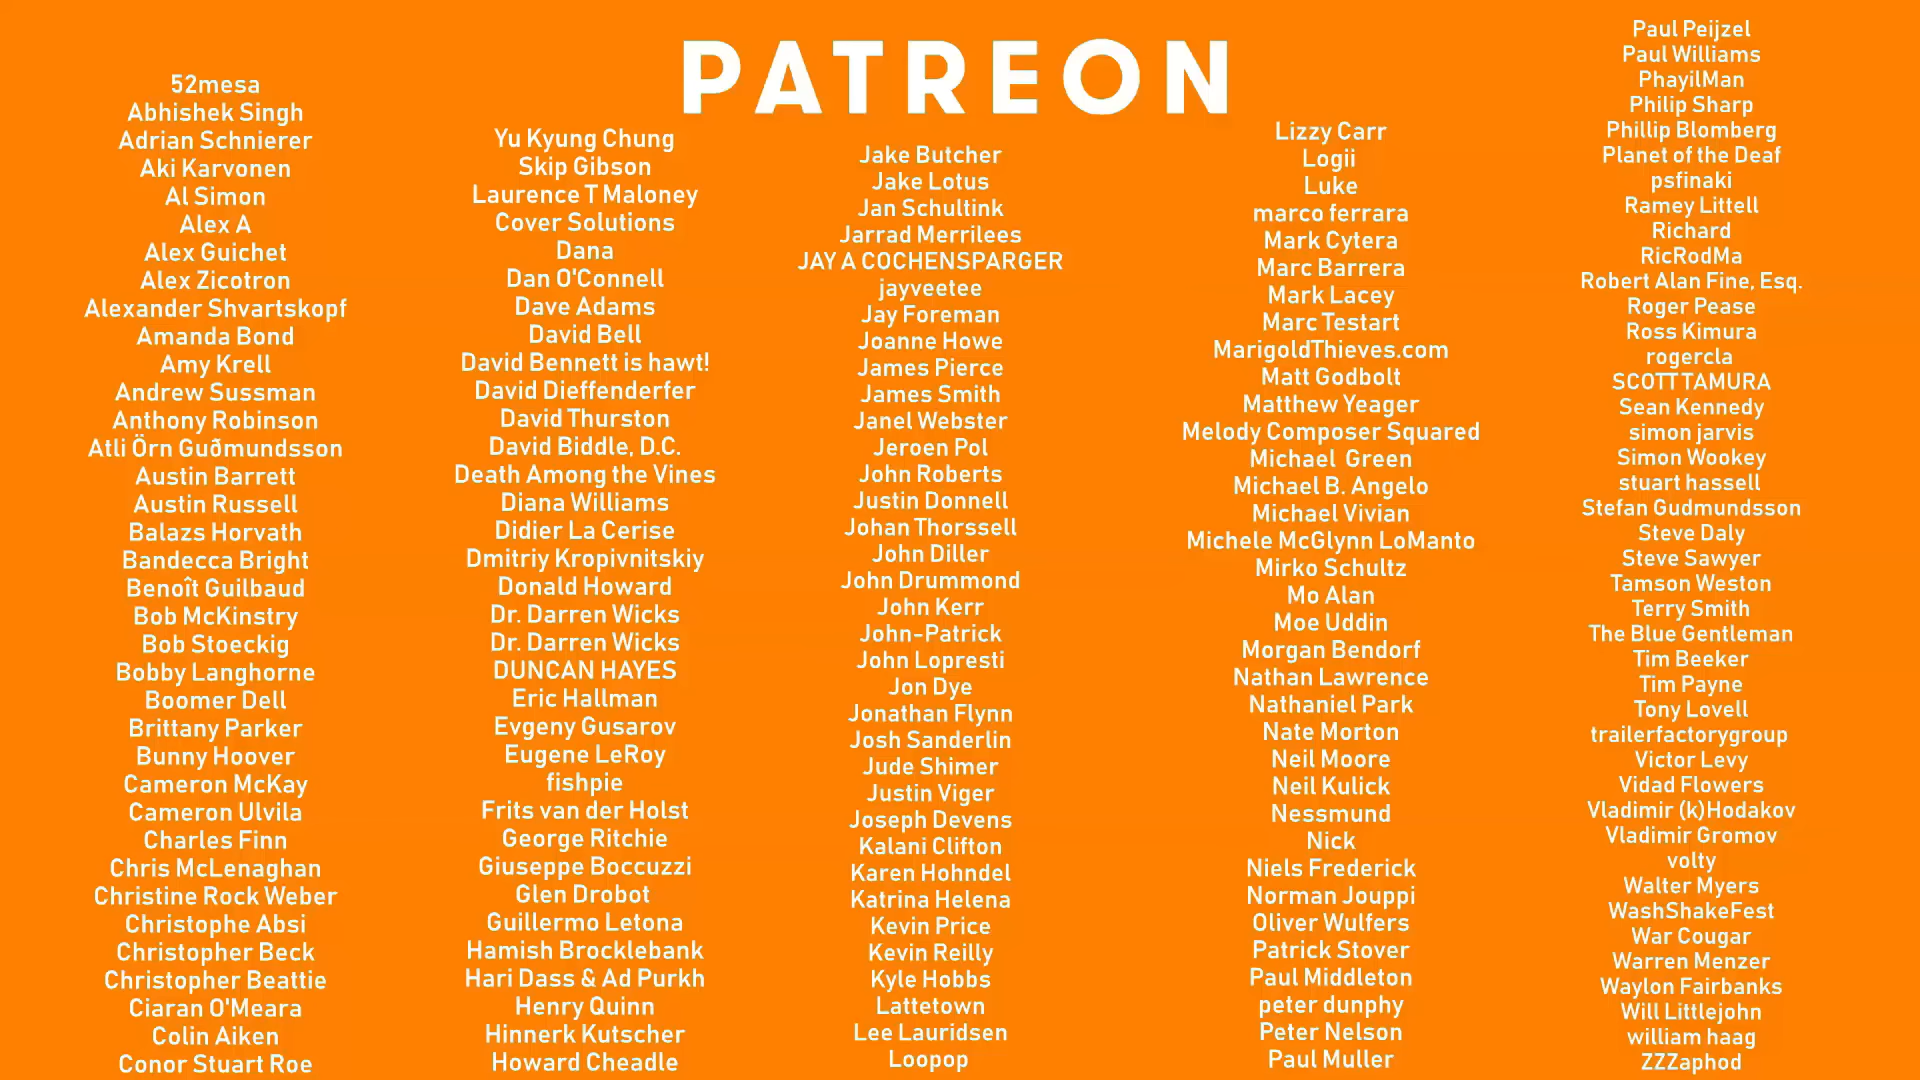 PATREON
52mesa
Abhishek Singh
Adrian Schnierer
Aki Karvonen
Al Simon
Alex A
Alex Guichet
Alex Zicotron
Alexander Shvartskopf
Amanda Bond
Amy Krell
Andrew Sussman
Anthony Robinson
Atli Örn Guðmundsson
Austin Barrett
Austin Russell
Balazs Horvath
Bandecca Bright
Benoît Guilbaud
Bob McKinstry
Bob Stoeckig
Bobby Langhorne
Boomer Dell
Brittany Parker
Bunny Hoover
Cameron McKay
Cameron Ulvila
Charles Finn
Chris McLenaghan
Christine Rock Weber
Christophe Absi
Christopher Beck
Christopher Beattie
Ciaran O'Meara
Colin Aiken
Conor Stuart Roe
Yu Kyung Chung
Skip Gibson
Laurence T Maloney
Cover Solutions
Dana
Dan O'Connell
Dave Adams
David Bell
David Bennett is hawt!
David Dieffenderfer
David Thurston
David Biddle, D.C.
Death Among the Vines
Diana Williams
Didier La Cerise
Dmitriy Kropivnitskiy
Donald Howard
Dr. Darren Wicks
Dr. Darren Wicks
DUNCAN HAYES
Eric Hallman
Evgeny Gusarov
Eugene LeRoy
fishpie
Frits van der Holst
George Ritchie
Giuseppe Boccuzzi
Glen Drobot
Guillermo Letona
Hamish Brocklebank
Hari Dass & Ad Purkh
Henry Quinn
Hinnerk Kutscher
Howard Cheadle
Jake Butcher
Jake Lotus
Jan Schultink
Jarrad Merrilees
JAY A COCHENSPARGER
jayveetee
Jay Foreman
Joanne Howe
James Pierce
James Smith
Janel Webster
Jeroen Pol
John Roberts
Justin Donnell
Johan Thorssell
John Diller
John Drummond
John Kerr
John-Patrick
John Lopresti
Jon Dye
Jonathan Flynn
Josh Sanderlin
Jude Shimer
Justin Viger
Joseph Devens
Kalani Clifton
Karen Hohndel
Katrina Helena
Kevin Price
Kevin Reilly
Kyle Hobbs
Lattetown
Lee Lauridsen
Loopop
Lizzy Carr
Logii
Luke
marco ferrara
Mark Cytera
Marc Barrera
Mark Lacey
Marc Testart
MarigoldThieves.com
Matt Godbolt
Matthew Yeager
Melody Composer Squared
Michael Green
Michael B. Angelo
Michael Vivian
Michele McGlynn LoManto
Mirko Schultz
Mo Alan
Moe Uddin
Morgan Bendorf
Nathan Lawrence
Nathaniel Park
Nate Morton
Neil Moore
Neil Kulick
Nessmund
Nick
Niels Frederick
Norman Jouppi
Oliver Wulfers
Patrick Stover
Paul Middleton
peter dunphy
Peter Nelson
Paul Muller
Paul Peijzel
Paul Williams
PhayilMan
Philip Sharp
Phillip Blomberg
Planet of the Deaf
psfinaki
Ramey Littell
Richard
RicRodMa
Robert Alan Fine, Esq.
Roger Pease
Ross Kimura
rogercla
SCOTT TAMURA
Sean Kennedy
simon jarvis
Simon Wookey
stuart hassell
Stefan Gudmundsson
Steve Daly
Steve Sawyer
Tamson Weston
Terry Smith
The Blue Gentleman
Tim Beeker
Tim Payne
Tony Lovell
trailerfactorygroup
Victor Levy
Vidad Flowers
Vladimir (k)Hodakov
Vladimir Gromov
volty
Walter Myers
WashShakeFest
War Cougar
Warren Menzer
Waylon Fairbanks
Will Littlejohn
william haag
ZZZaphod